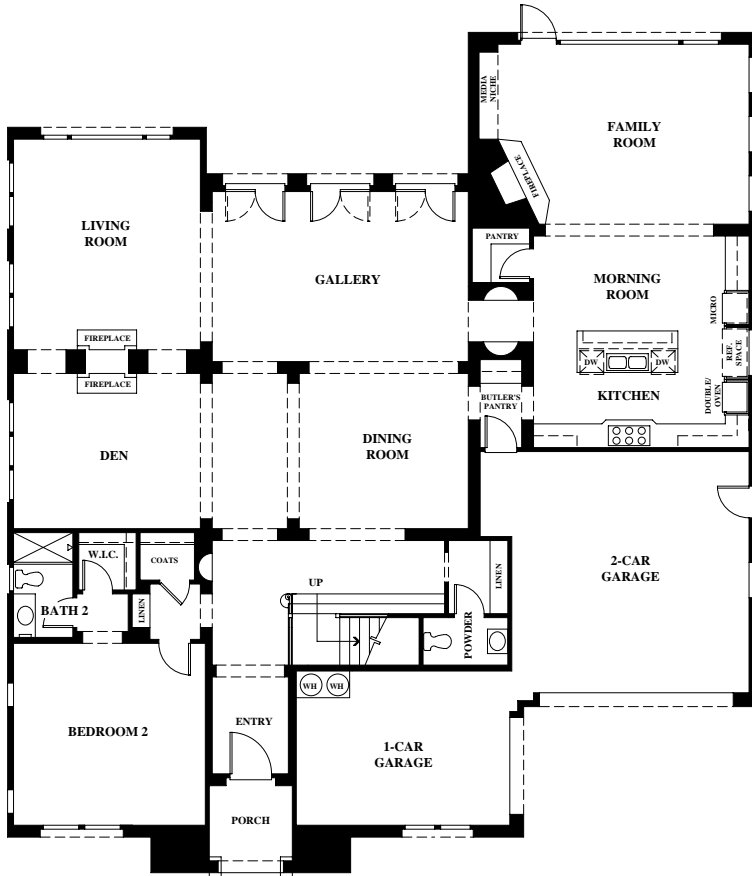 MEDIA
NICHE
FAMILY
ROOM
FIREPLACE
LIVING
ROOM
GALLERY
PANTRY
MORNING
ROOM
MICRO
FIREPLACE
FIREPLACE
DW
DW
REF.
SPACE
KITCHEN
DOUBLE/
OVEN
BUTLER'S
PANTRY
DEN
DINING
ROOM
W.I.C.
COATS
UP
LINEN
2-CAR
GARAGE
BATH 2
LINEN
POWDER
WH
WH
BEDROOM 2
ENTRY
1-CAR
GARAGE
PORCH